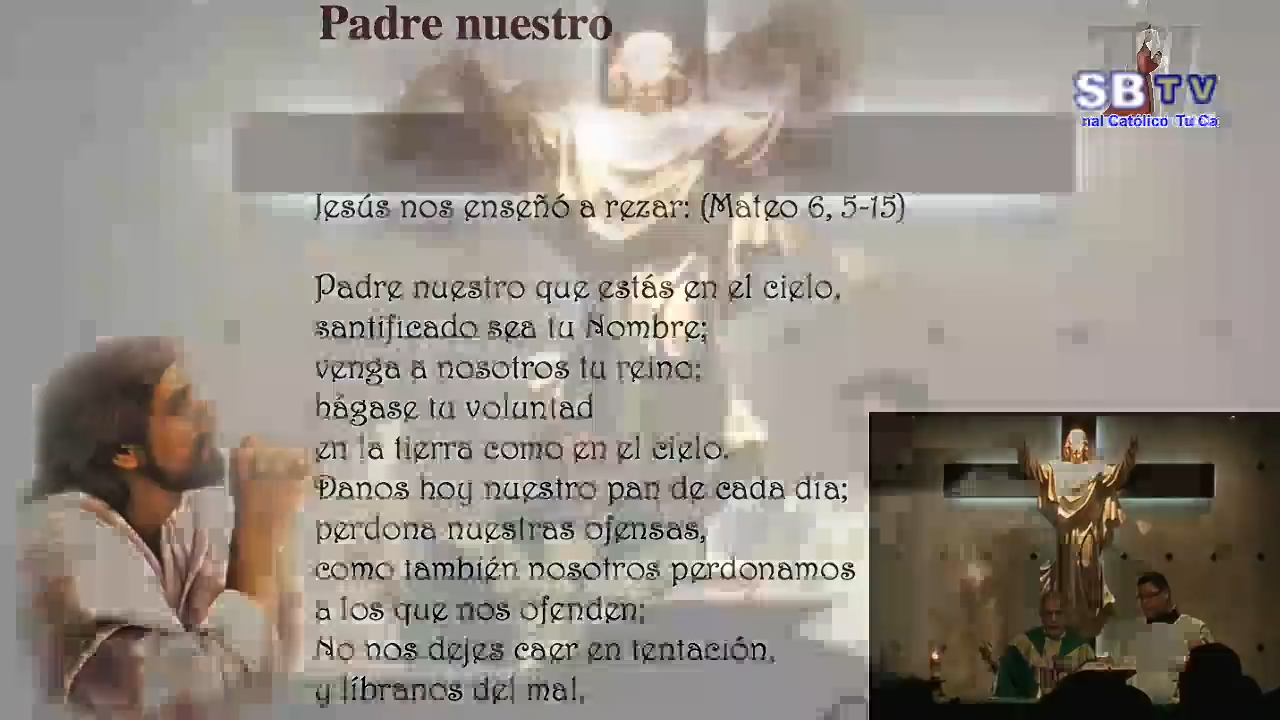 Padre nuestro
SBTV
nal Católico Tu Ca
Jesús nos enseñó a rezar: (Mateo 6, 5-15)
Padre nuestro que estás en el cielo,
santificado sea tu Nombre;
venga a nosotros tu reino;
hágase tu voluntad
en la tierra como en el cielo.
Danos hoy nuestro pan de cada día;
perdona nuestras ofensas,
como también nosotros perdonamos
a los que nos ofenden;
No nos dejes caer en tentación,
y líbranos del mal.